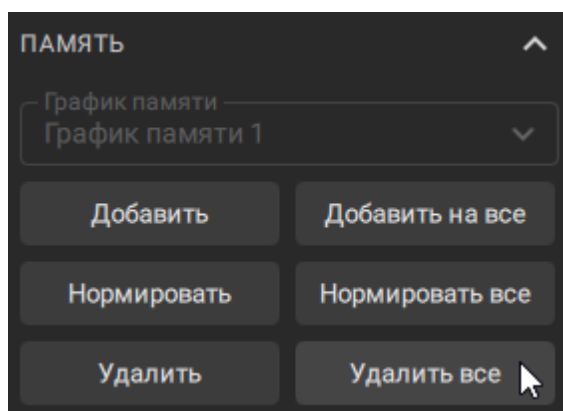 ПАМЯТЬ
График памяти
График памяти 1
Добавить
Добавить на все
Нормировать
Нормировать все
Удалить
Удалить все